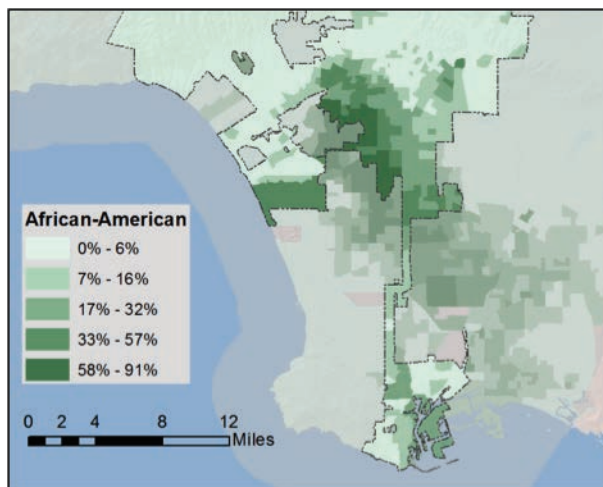 African-American
0% - 6%
7% - 16%
17% - 32%
33% - 57%
58% - 91%
0 2 4 8 12
Miles